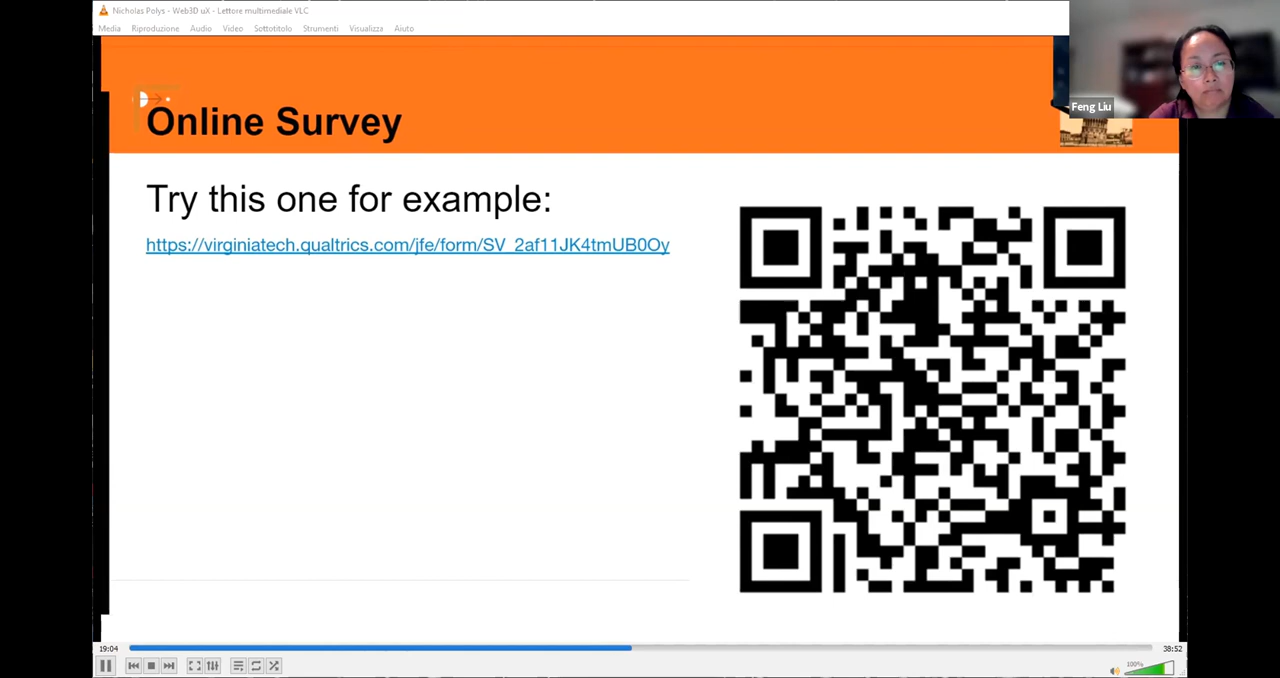 Nicholas Polys - Web3D uX - Lettore multimediale VLC
Media Riproduzione Audio Video Sottotitolo Strumenti Visualizza Aiuto
Feng Liu
Online Survey
Try this one for example:
https://virginiatech.qualtrics.com/jfe/form/SV_2af11JK4tmUB0Oy
19:04
38:52
100%